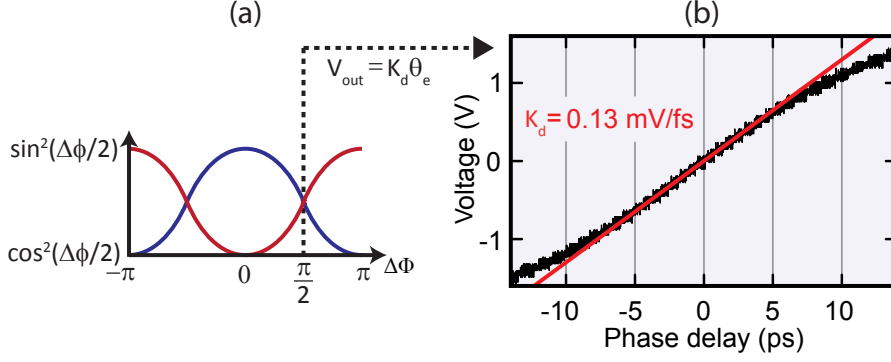 (a)
V_out = K_d θ_e
sin²(Δϕ/2)
cos²(Δϕ/2)
−π
0
π/2
π
ΔΦ
(b)
K_d = 0.13 mV/fs
Voltage (V)
1
0
-1
-10
-5
0
5
10
Phase delay (ps)